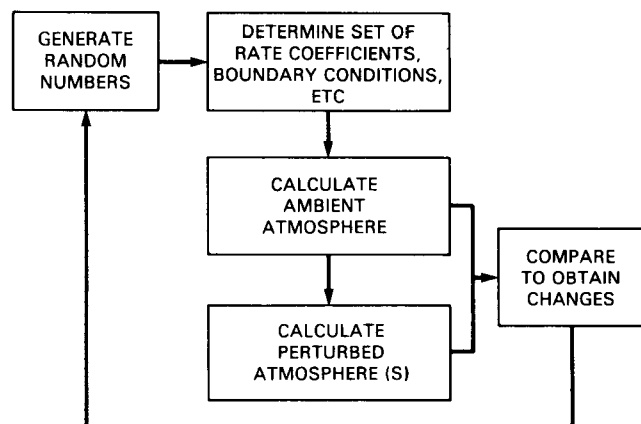 GENERATE
RANDOM
NUMBERS
DETERMINE SET OF
RATE COEFFICIENTS,
BOUNDARY CONDITIONS,
ETC
CALCULATE
AMBIENT
ATMOSPHERE
COMPARE
TO OBTAIN
CHANGES
CALCULATE
PERTURBED
ATMOSPHERE (S)